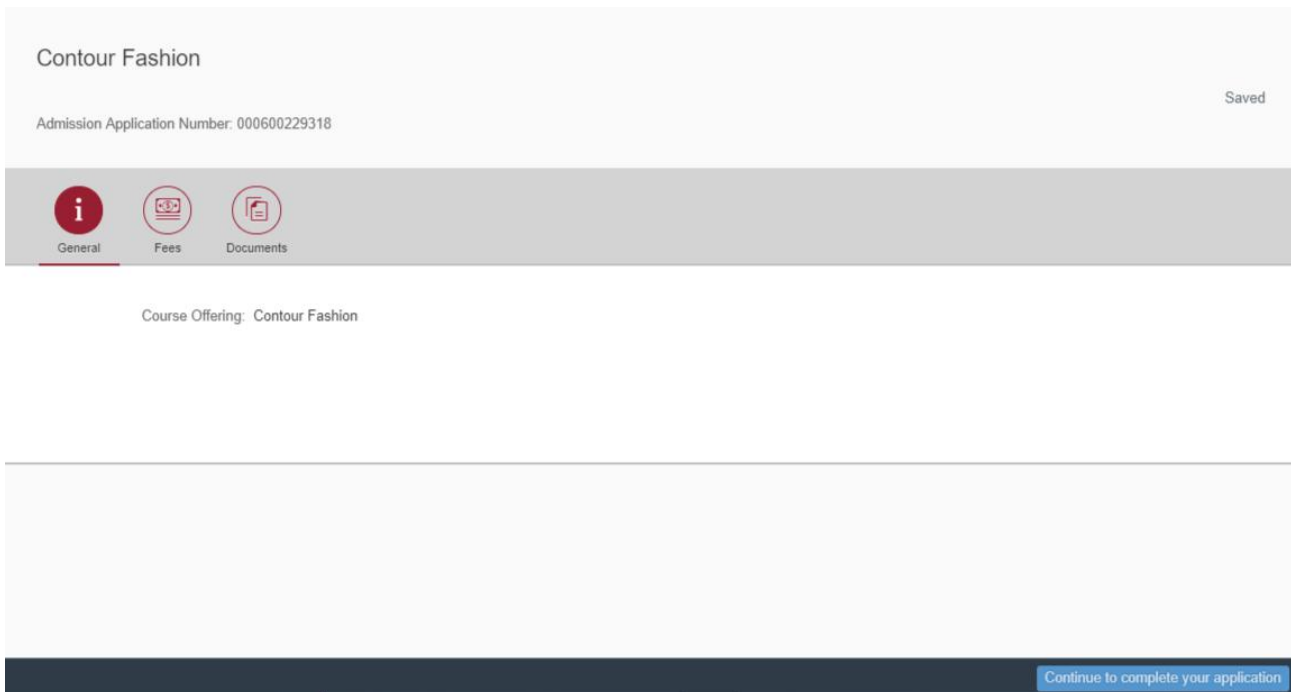 Contour Fashion
Saved
Admission Application Number: 000600229318
General
Fees
Documents
Course Offering: Contour Fashion
Continue to complete your application